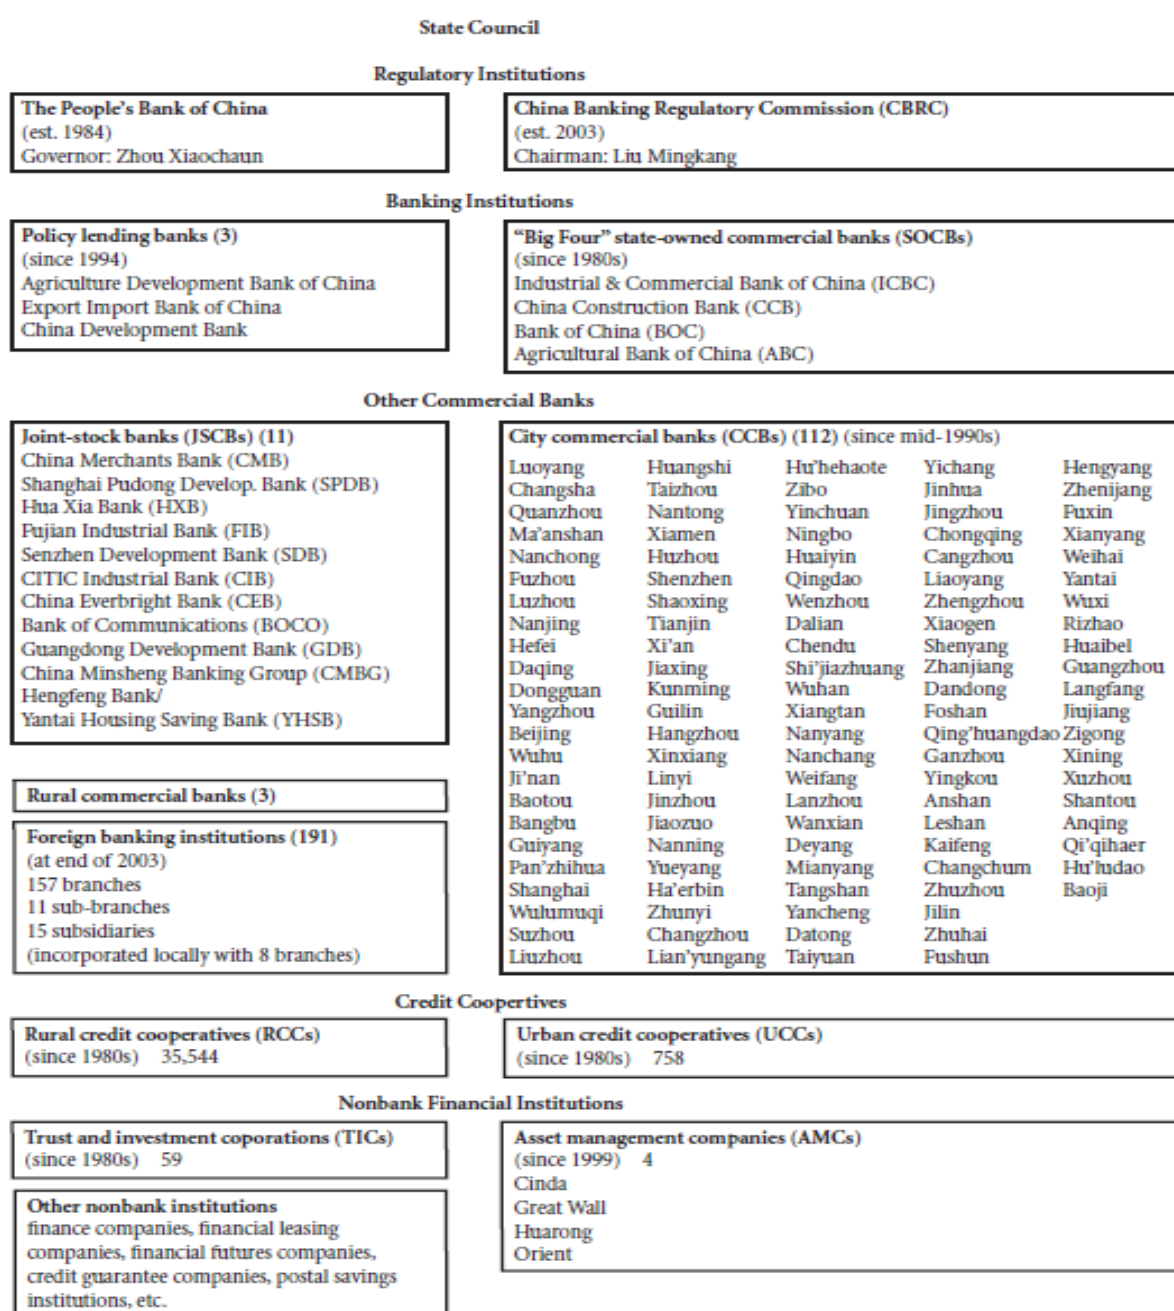 State Council
Regulatory Institutions
The People's Bank of China
(est. 1984)
Governor: Zhou Xiaochaun
China Banking Regulatory Commission (CBRC)
(est. 2003)
Chairman: Liu Mingkang
Banking Institutions
Policy lending banks (3)
(since 1994)
Agriculture Development Bank of China
Export Import Bank of China
China Development Bank
“Big Four” state-owned commercial banks (SOCBs)
(since 1980s)
Industrial & Commercial Bank of China (ICBC)
China Construction Bank (CCB)
Bank of China (BOC)
Agricultural Bank of China (ABC)
Other Commercial Banks
Joint-stock banks (JSCBs) (11)
China Merchants Bank (CMB)
Shanghai Pudong Develop. Bank (SPDB)
Hua Xia Bank (HXB)
Fujian Industrial Bank (FIB)
Senzhen Development Bank (SDB)
CITIC Industrial Bank (CIB)
China Everbright Bank (CEB)
Bank of Communications (BOCO)
Guangdong Development Bank (GDB)
China Minsheng Banking Group (CMBG)
Hengfeng Bank/
Yantai Housing Saving Bank (YHSB)
Rural commercial banks (3)
Foreign banking institutions (191)
(at end of 2003)
157 branches
11 sub-branches
15 subsidiaries
(incorporated locally with 8 branches)
City commercial banks (CCBs) (112) (since mid-1990s)
Luoyang Huangshi Hu'hehaote Yichang Hengyang
Changsha Taizhou Zibo Jinhua Zhenijang
Quanzhou Nantong Yinchuan Jingzhou Fuxin
Ma'anshan Xiamen Ningbo Chongqing Xianyang
Nanchong Huzhou Huaiyin Cangzhou Weihai
Fuzhou Shenzhen Qingdao Liaoyang Yantai
Luzhou Shaoxing Wenzhou Zhengzhou Wuxi
Nanjing Tianjin Dalian Xiaogen Rizhao
Hefei Xi'an Chendu Shenyang Huaibel
Daqing Jiaxing Shi'jiazhuang Zhanjiang Guangzhou
Dongguan Kunming Wuhan Dandong Langfang
Yangzhou Guilin Xiangtan Foshan Jiujiang
Beijing Hangzhou Nanyang Qing'huangdao Zigong
Wuhu Xinxiang Nanchang Ganzhou Xining
Ji'nan Linyi Weifang Yingkou Xuzhou
Baotou Jinzhou Lanzhou Anshan Shantou
Bangbu Jiaozuo Wanxian Leshan Anqing
Guiyang Nanning Deyang Kaifeng Qi'qihaer
Pan'zhihua Yueyang Mianyang Changchum Hu'ludao
Shanghai Ha'erbin Tangshan Zhuzhou Baoji
Wulumuqi Zhunyi Yancheng Jilin
Suzhou Changzhou Datong Zhuhai
Liuzhou Lian'yungang Taiyuan Fushun
Credit Coopertives
Rural credit cooperatives (RCCs)
(since 1980s) 35,544
Urban credit cooperatives (UCCs)
(since 1980s) 758
Nonbank Financial Institutions
Trust and investment coporations (TICs)
(since 1980s) 59
Other nonbank institutions
finance companies, financial leasing
companies, financial futures companies,
credit guarantee companies, postal savings
institutions, etc.
Asset management companies (AMCs)
(since 1999) 4
Cinda
Great Wall
Huarong
Orient